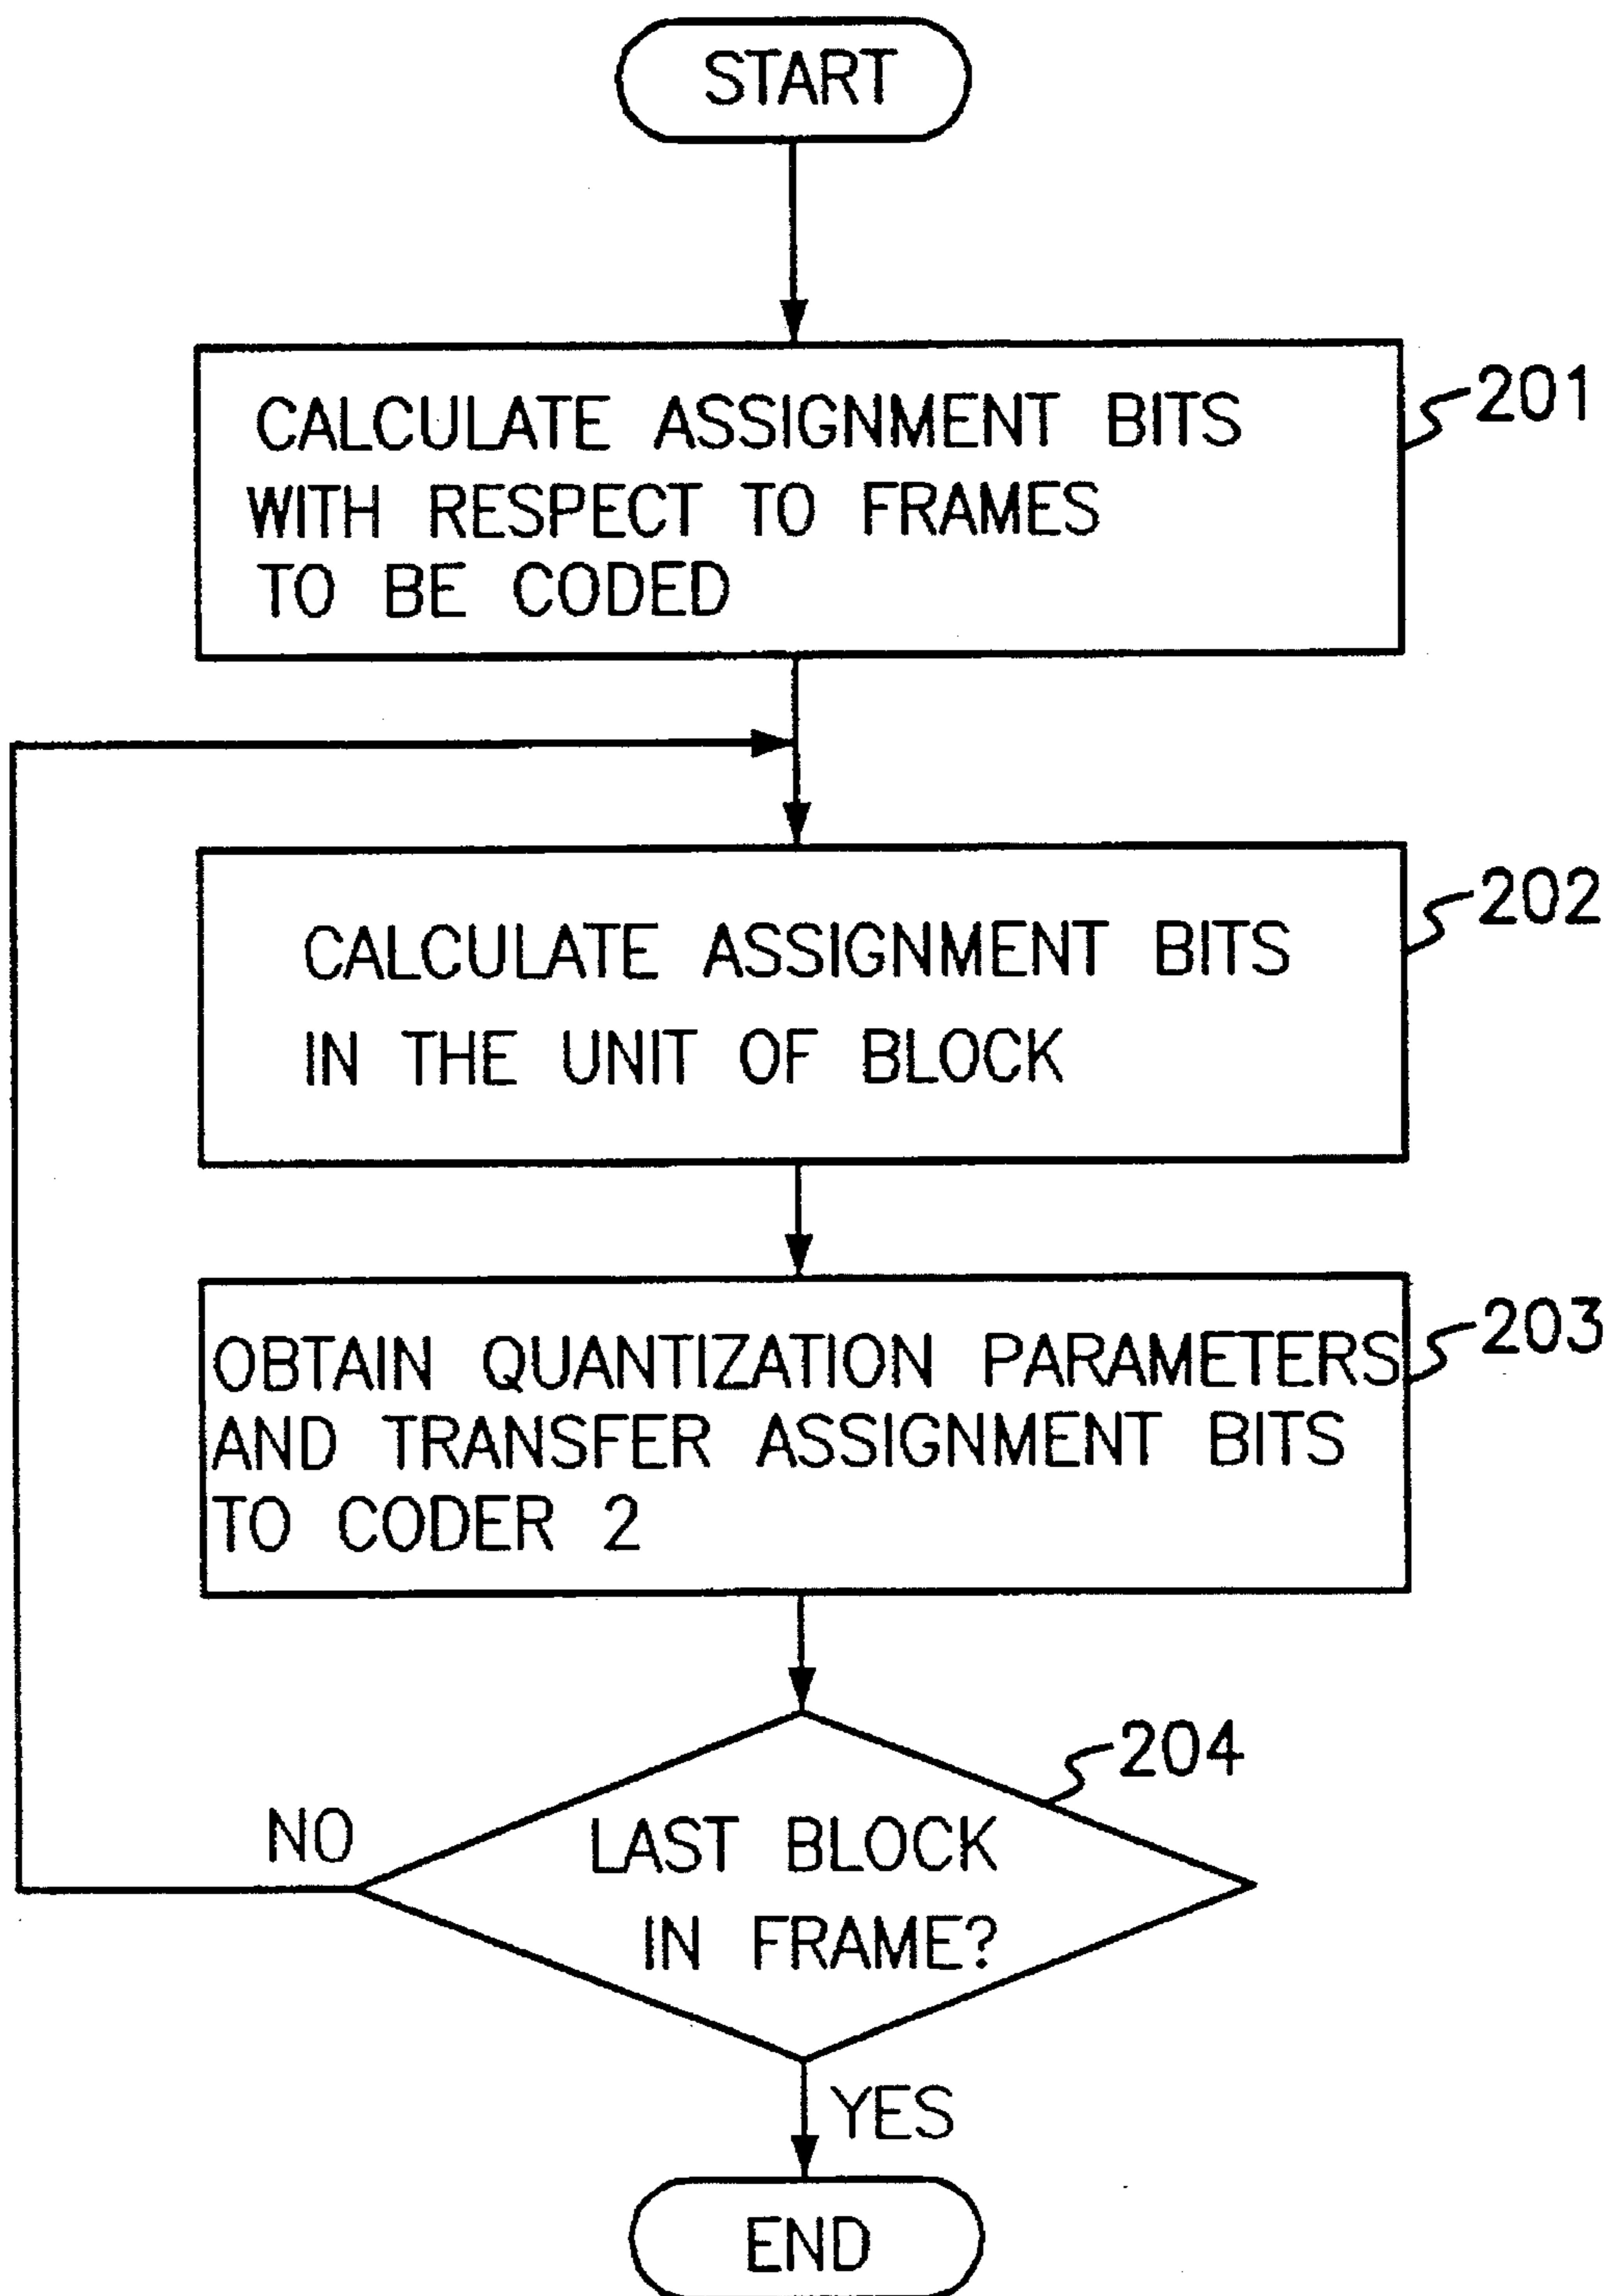 START
201
CALCULATE ASSIGNMENT BITS
WITH RESPECT TO FRAMES
TO BE CODED
202
CALCULATE ASSIGNMENT BITS
IN THE UNIT OF BLOCK
203
OBTAIN QUANTIZATION PARAMETERS
AND TRANSFER ASSIGNMENT BITS
TO CODER 2
204
NO
LAST BLOCK
IN FRAME?
YES
END